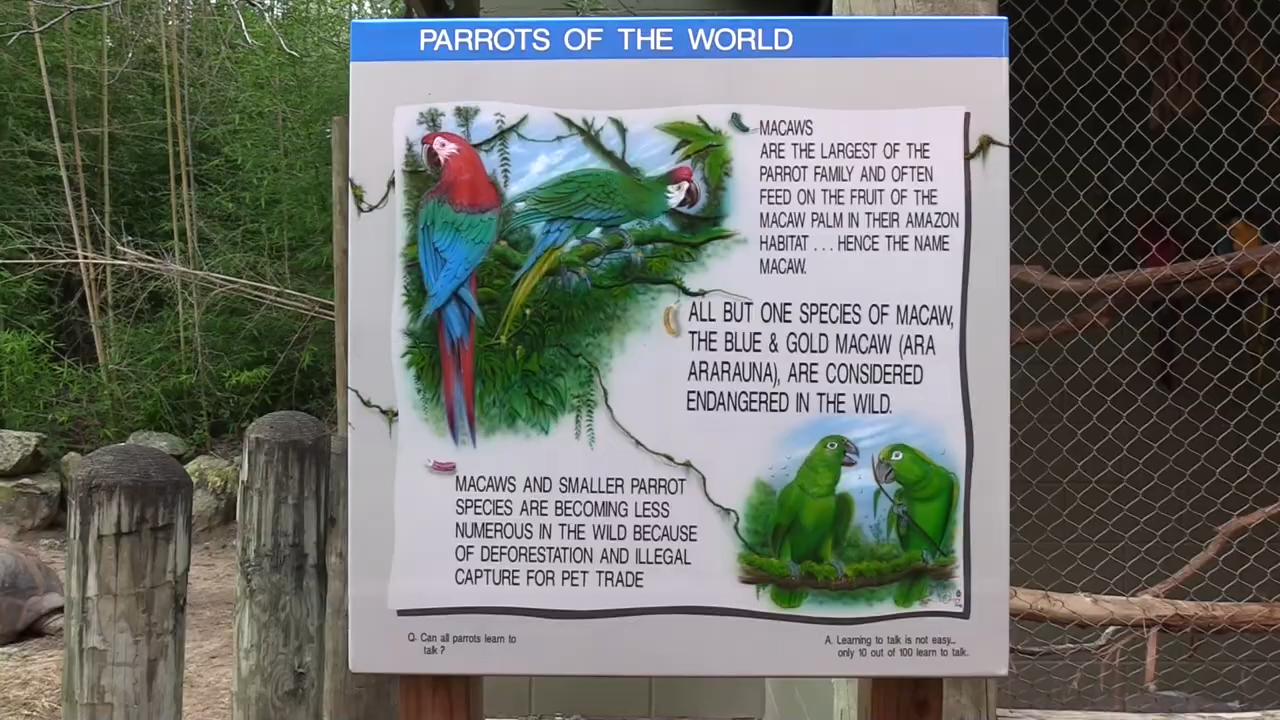 PARROTS OF THE WORLD
MACAWS
ARE THE LARGEST OF THE
PARROT FAMILY AND OFTEN
FEED ON THE FRUIT OF THE
MACAW PALM IN THEIR AMAZON
HABITAT . . . HENCE THE NAME
MACAW.
ALL BUT ONE SPECIES OF MACAW,
THE BLUE & GOLD MACAW (ARA
ARARAUNA), ARE CONSIDERED
ENDANGERED IN THE WILD.
MACAWS AND SMALLER PARROT
SPECIES ARE BECOMING LESS
NUMEROUS IN THE WILD BECAUSE
OF DEFORESTATION AND ILLEGAL
CAPTURE FOR PET TRADE
Q. Can all parrots learn to
talk ?
A. Learning to talk is not easy...
only 10 out of 100 learn to talk.